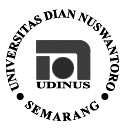 UNIVERSITAS DIAN NUSWANTORO
UDINUS
• SEMARANG •